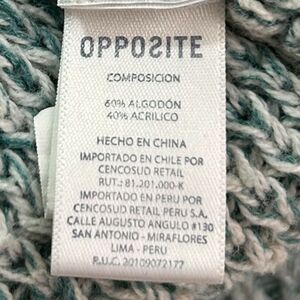 OPPOSITE
COMPOSICION
60% ALGODÓN
40% ACRILICO
HECHO EN CHINA
IMPORTADO EN CHILE POR
CENCOSUD RETAIL
RUT.: 81.201.000-K
IMPORTADO EN PERU POR
CENCOSUD RETAIL PERU S.A.
CALLE AUGUSTO ANGULO #130
SAN ANTONIO - MIRAFLORES
LIMA - PERU
R.U.C. 20109072177